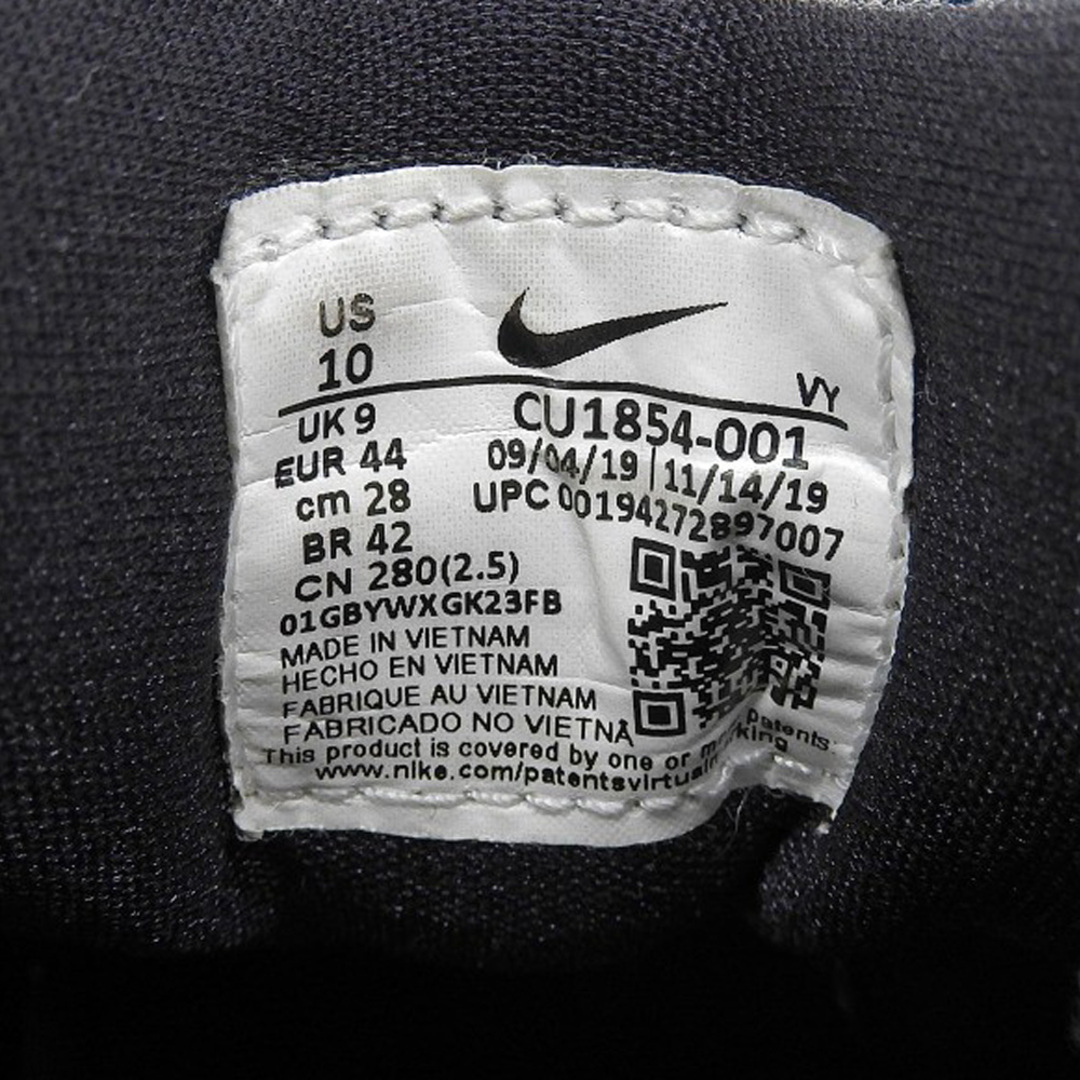 US
10
VY
UK 9
CU1854-001
EUR 44
09/04/19 | 11/14/19
cm 28
UPC 00194272897007
BR 42
CN 280(2.5)
01GBYWXGK23FB
MADE IN VIETNAM
HECHO EN VIETNAM
FABRIQUE AU VIETNAM
FABRICADO NO VIETNÃ
This product is covered by one or patents
www.nike.com/patentsvirtual